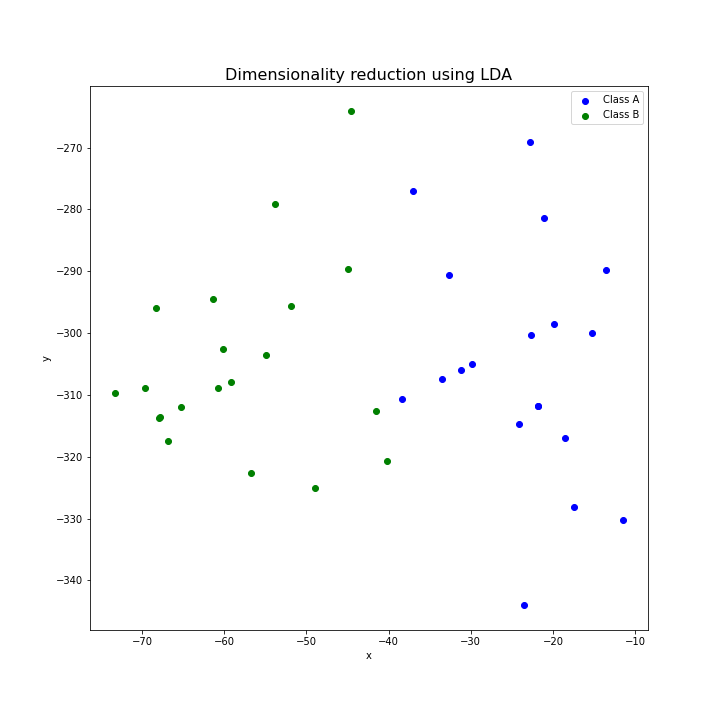 Dimensionality reduction using LDA
Class A
Class B
−270
−280
−290
−300
−310
−320
−330
−340
y
−70 −60 −50 −40 −30 −20 −10
x